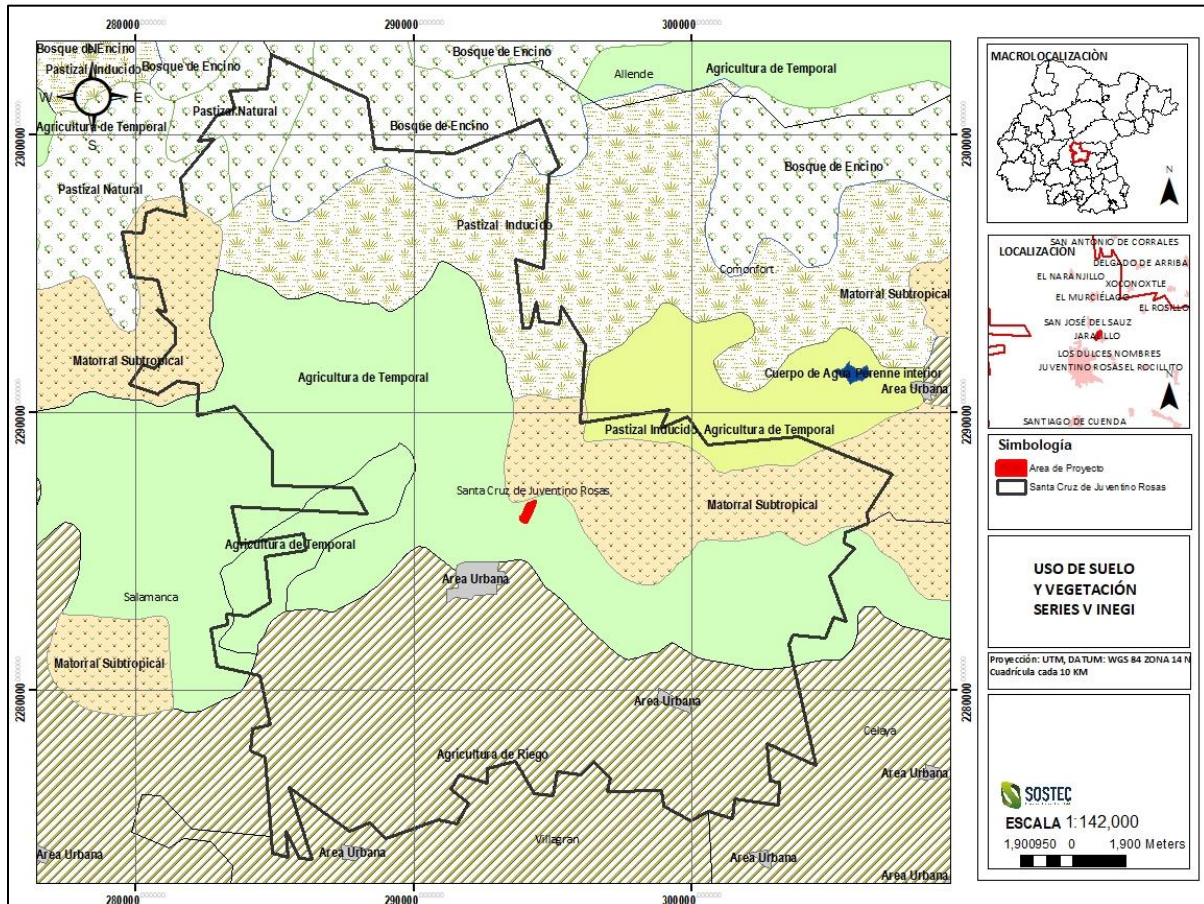 280000
290000
300000
Bosque de Encino
Bosque de Encino
Bosque de Encino
Allende
Agricultura de Temporal
Pastizal Inducido
N
W
E
S
Pastizal Natural
Bosque de Encino
Agricultura de Temporal
2300000
2300000
Bosque de Encino
Pastizal Natural
Pastizal Inducido
Comonfort
Matorral Subtropical
Matorral Subtropical
Agricultura de Temporal
Cuerpo de Agua Perenne interior
Area Urbana
2290000
2290000
Pastizal Inducido
Agricultura de Temporal
Santa Cruz de Juventino Rosas
Matorral Subtropical
Agricultura de Temporal
Area Urbana
Salamanca
Matorral Subtropical
2280000
2280000
Area Urbana
Celaya
Agricultura de Riego
Area Urbana
Villagran
Area Urbana
Area Urbana
Area Urbana
Area Urbana
280000
290000
300000
MACROLOCALIZACIÒN
N
LOCALIZACIÓN
SAN ANTONIO DE CORRALES
DELGADO DE ARRIBA
EL NARANJILLO
XOCONOXTLE
EL MURCIÉLAGO
EL ROSILLO
SAN JOSÉ DEL SAUZ
JARALILLO
LOS DULCES NOMBRES
JUVENTINO ROSAS
EL ROCILLITO
N
SANTIAGO DE CUENDA
Simbología
Area de Proyecto
Santa Cruz de Juventino Rosas
USO DE SUELO
Y VEGETACIÓN
SERIES V INEGI
Proyección: UTM, DATUM: WGS 84 ZONA 14 N
Cuadrícula cada 10 KM
SOSTEC
ESCALA 1:142,000
1,900950 0 1,900 Meters